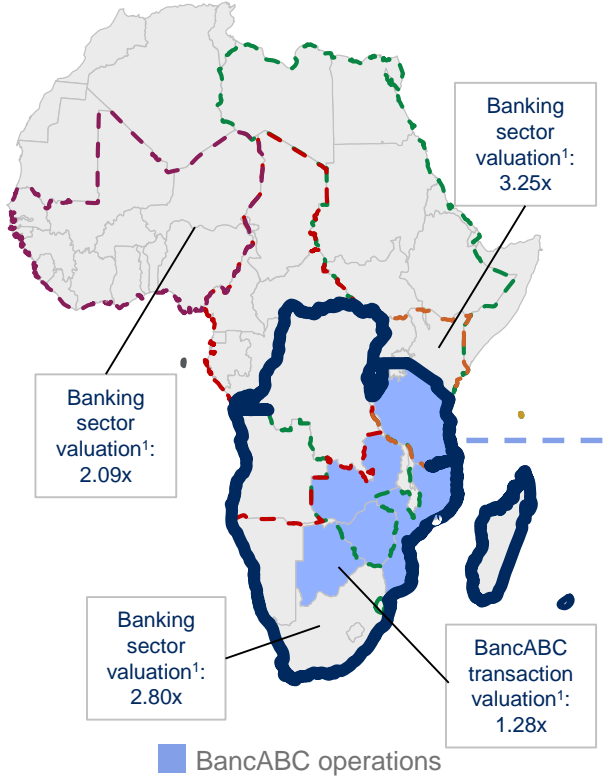 Banking
sector
valuation¹:
3.25x
Banking
sector
valuation¹:
2.09x
Banking
sector
valuation¹:
2.80x
BancABC
transaction
valuation¹:
1.28x
BancABC operations